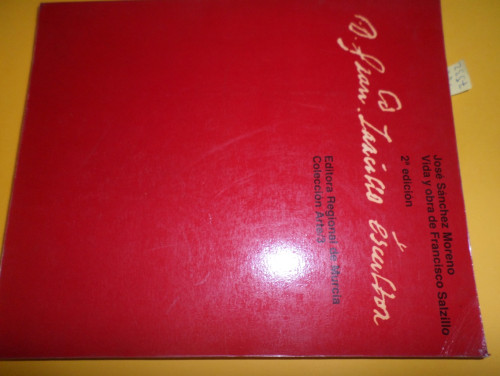 José Sánchez Moreno
Vida y obra de Francisco Salzillo
2ª edición
D. Franco. Zarcillo Escultor
Editora Regional de Murcia
Colección Arte/2